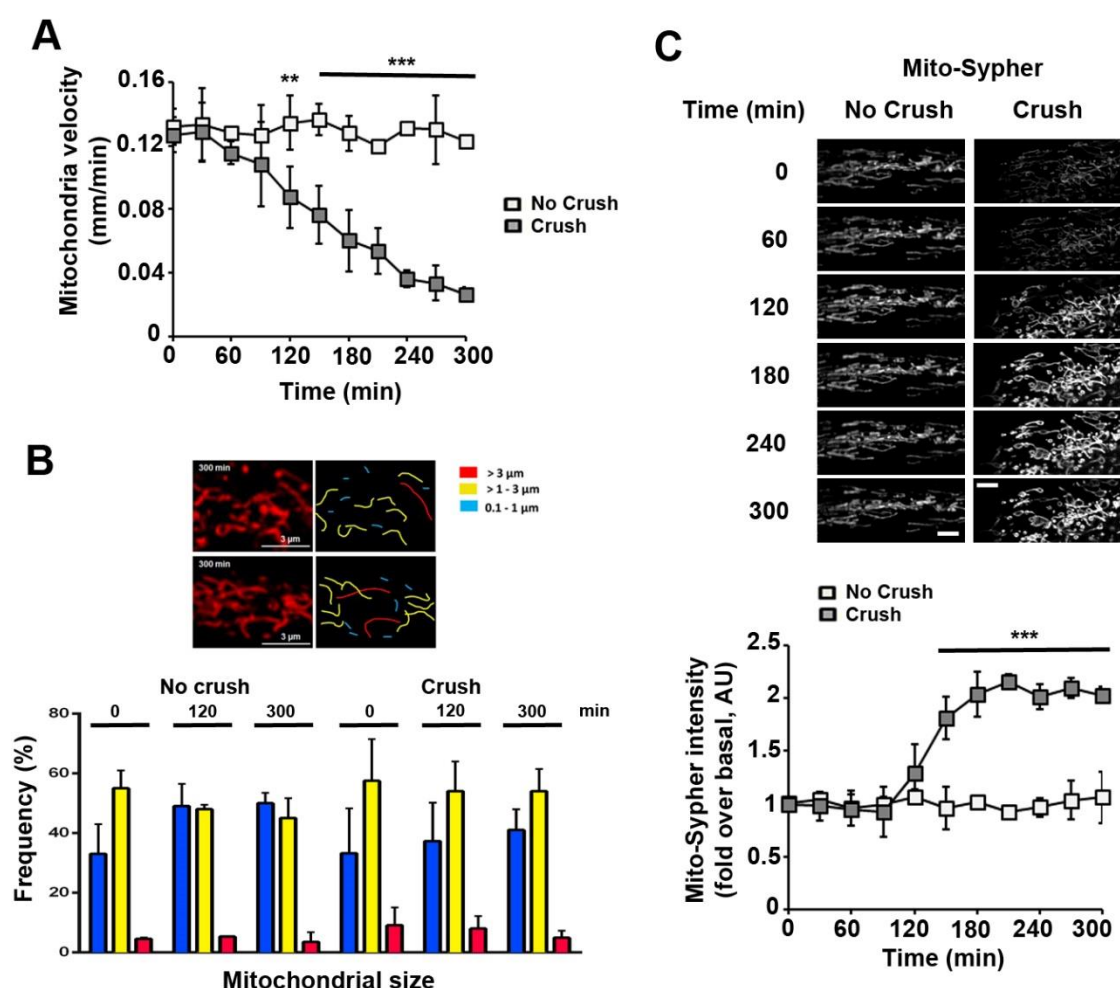 A
** ***
Mitochondria velocity
(mm/min)
0.16
0.12
0.08
0.04
0
0 60 120 180 240 300
Time (min)
No Crush
Crush
B
300 min
3 µm
300 min
3 µm
> 3 µm
> 1 - 3 µm
0.1 - 1 µm
No crush Crush
0 120 300 0 120 300 min
Frequency (%)
80
60
40
20
0
Mitochondrial size
C
Mito-Sypher
Time (min) No Crush Crush
0
60
120
180
240
300
No Crush
Crush
***
Mito-Sypher intensity
(fold over basal, AU)
2.5
2
1.5
1
0.5
0
0 60 120 180 240 300
Time (min)